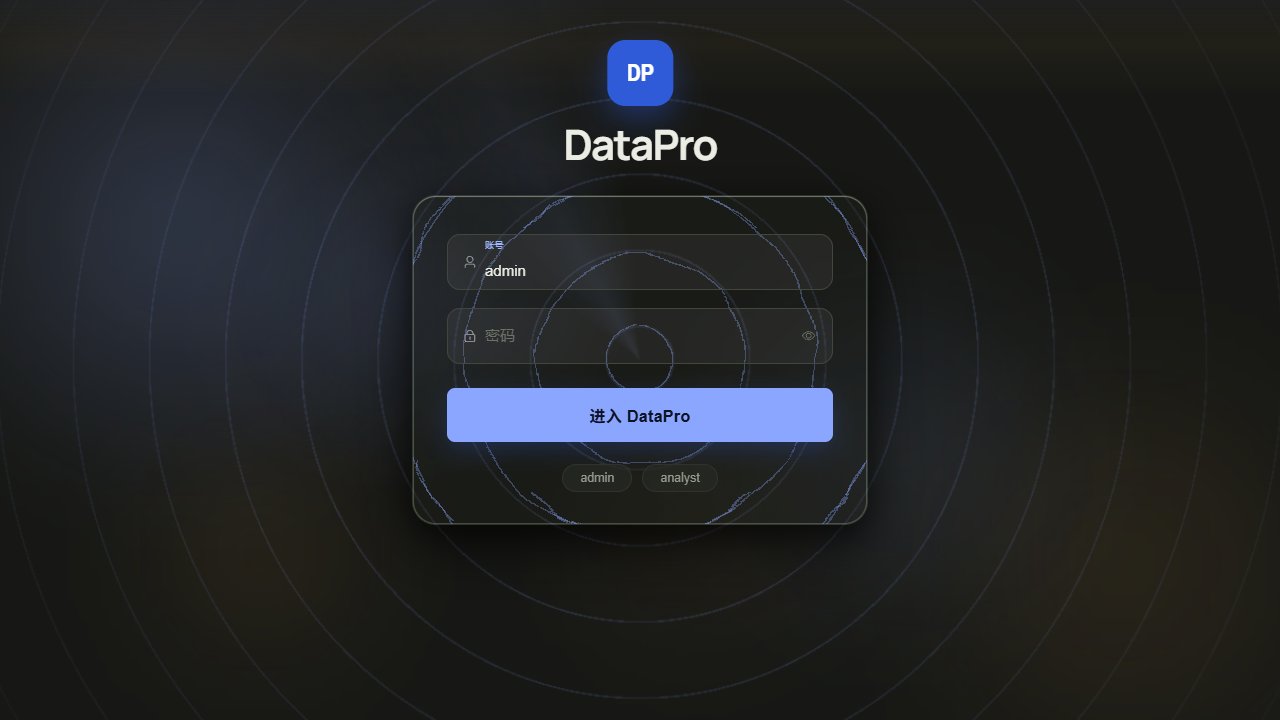 DP
DataPro
账号
admin
密码
进入 DataPro
admin analyst